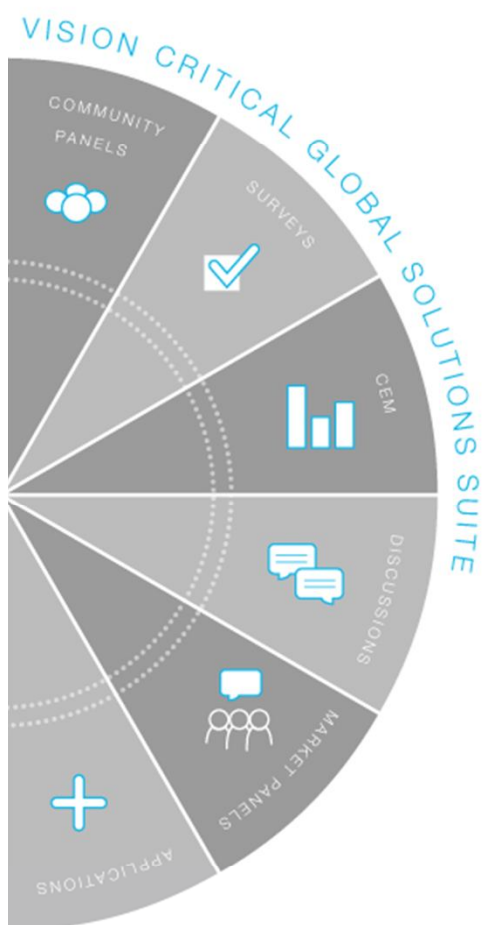 VISION CRITICAL GLOBAL SOLUTIONS SUITE
COMMUNITY
PANELS
SURVEYS
CEM
DISCUSSIONS
MARKET PANELS
APPLICATIONS